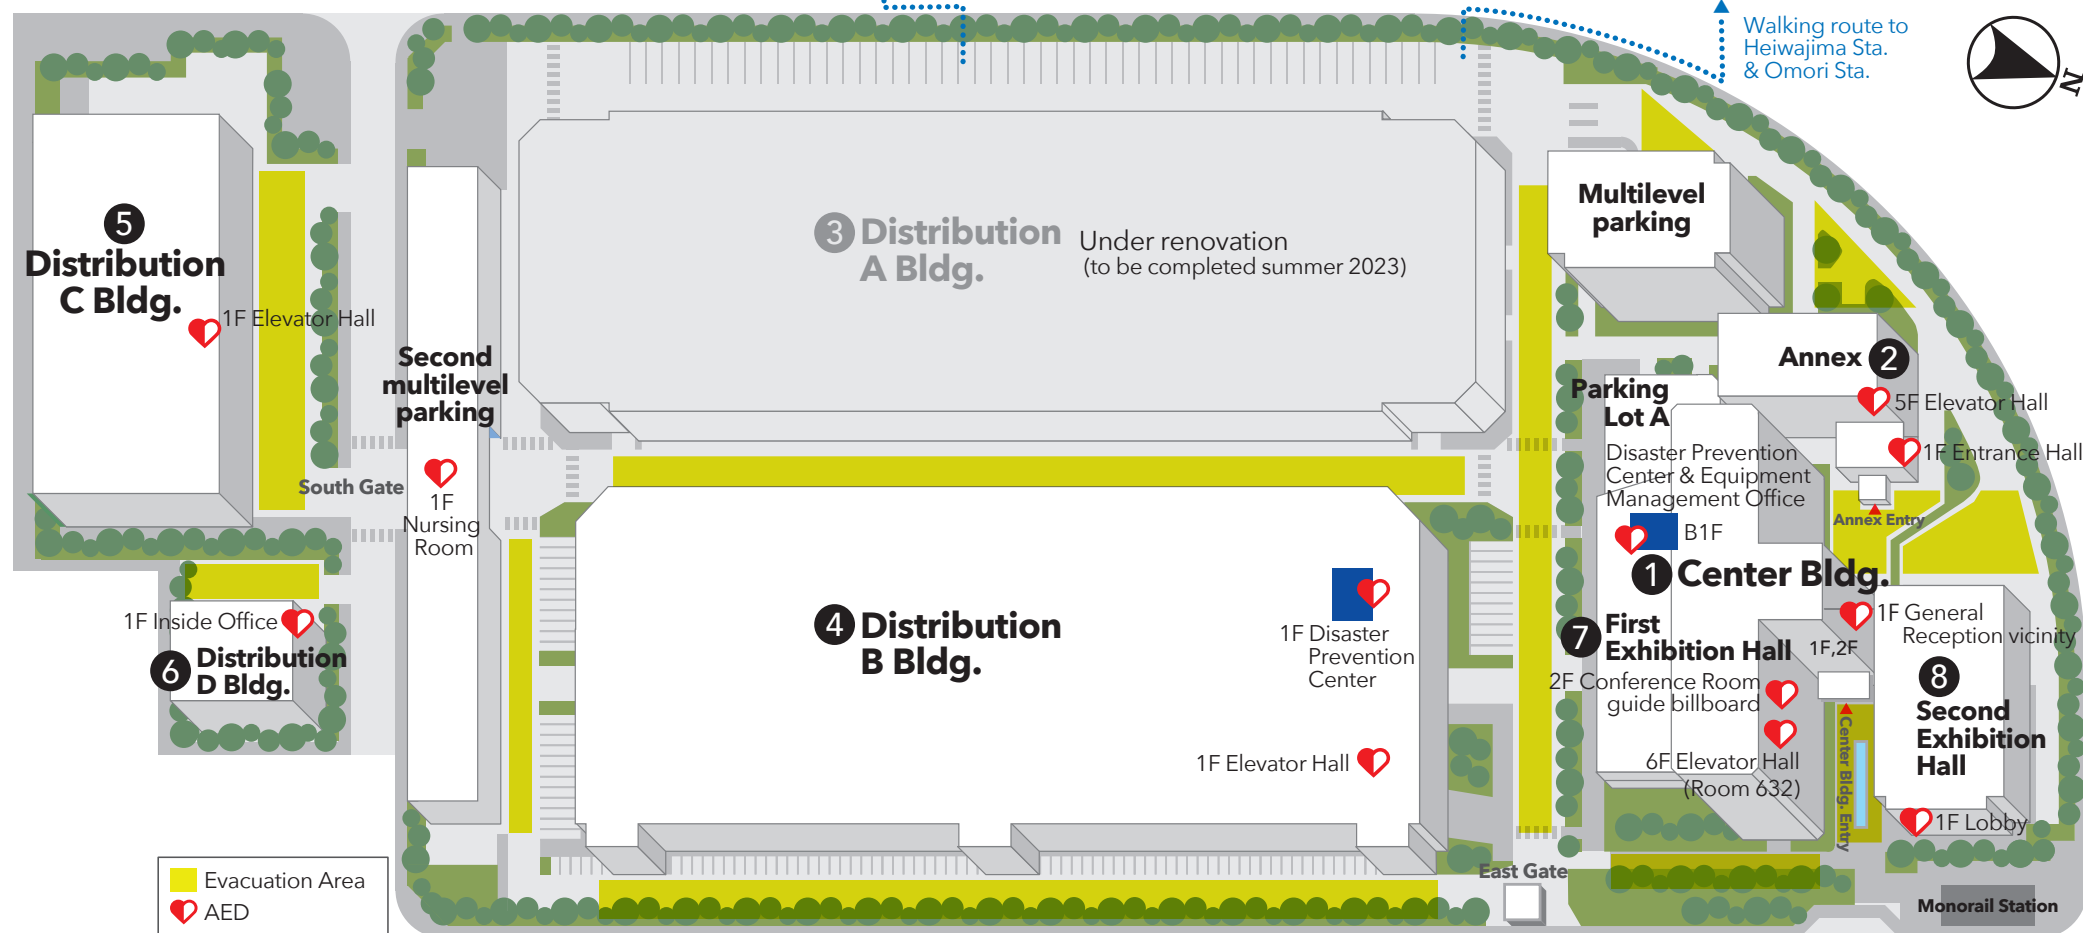 Walking route to
Heiwajima Sta.
& Omori Sta.
N
5
Distribution
C Bldg.
1F Elevator Hall
3 Distribution
A Bldg.
Under renovation
(to be completed summer 2023)
Multilevel
parking
Second
multilevel
parking
Annex 2
5F Elevator Hall
1F Entrance Hall
Annex Entry
Parking
Lot A
Disaster Prevention
Center & Equipment
Management Office
B1F
1 Center Bldg.
South Gate
1F
Nursing
Room
1F Inside Office
6 Distribution
D Bldg.
4 Distribution
B Bldg.
1F Disaster
Prevention
Center
1F Elevator Hall
7 First
Exhibition Hall
2F Conference Room
guide billboard
6F Elevator Hall
(Room 632)
1F General
Reception vicinity
1F,2F
8
Second
Exhibition
Hall
Center Bldg. Entry
1F Lobby
East Gate
Monorail Station
Evacuation Area
AED